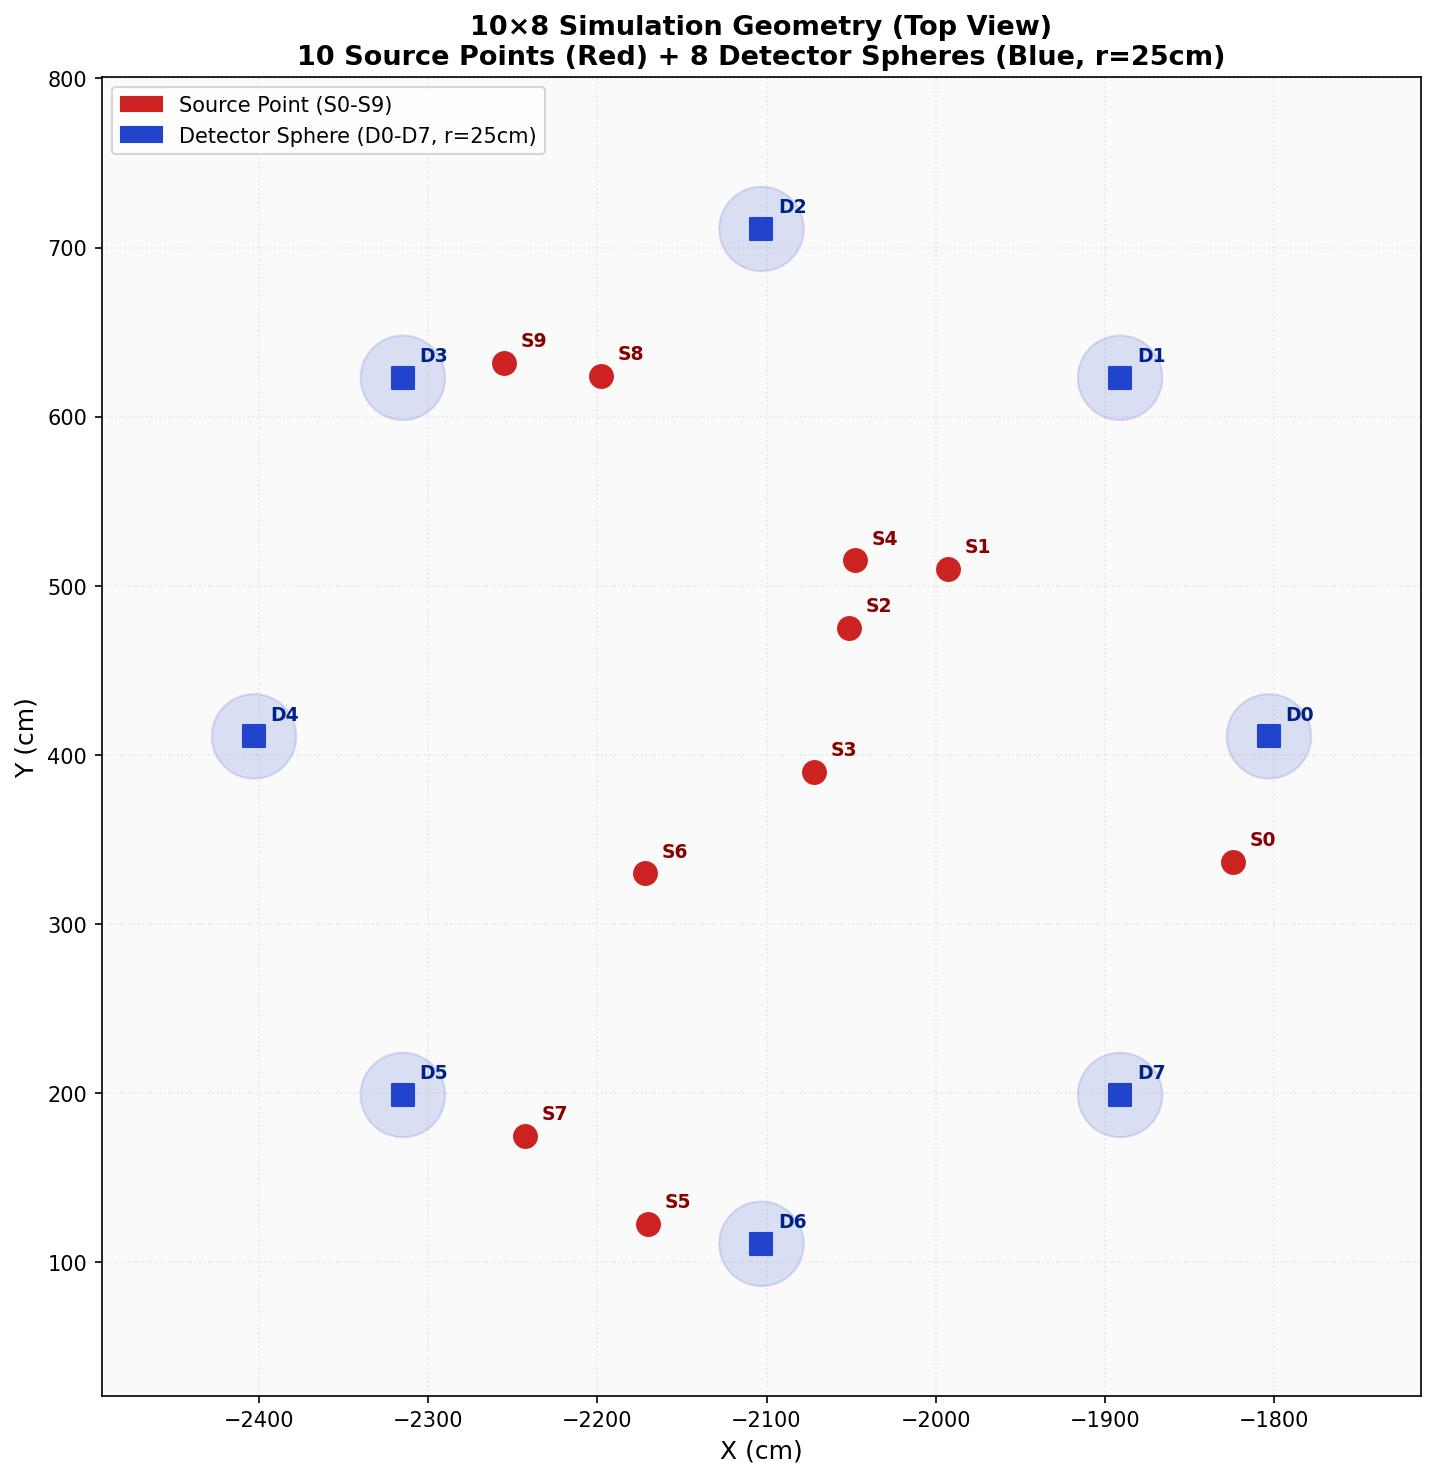 10×8 Simulation Geometry (Top View)
10 Source Points (Red) + 8 Detector Spheres (Blue, r=25cm)
Source Point (S0-S9)
Detector Sphere (D0-D7, r=25cm)
800
700
600
500
400
300
200
100
Y (cm)
D2
S9
S8
D3
D1
S4
S1
S2
D4
D0
S3
S0
S6
D5
D7
S7
S5
D6
−2400
−2300
−2200
−2100
−2000
−1900
−1800
X (cm)